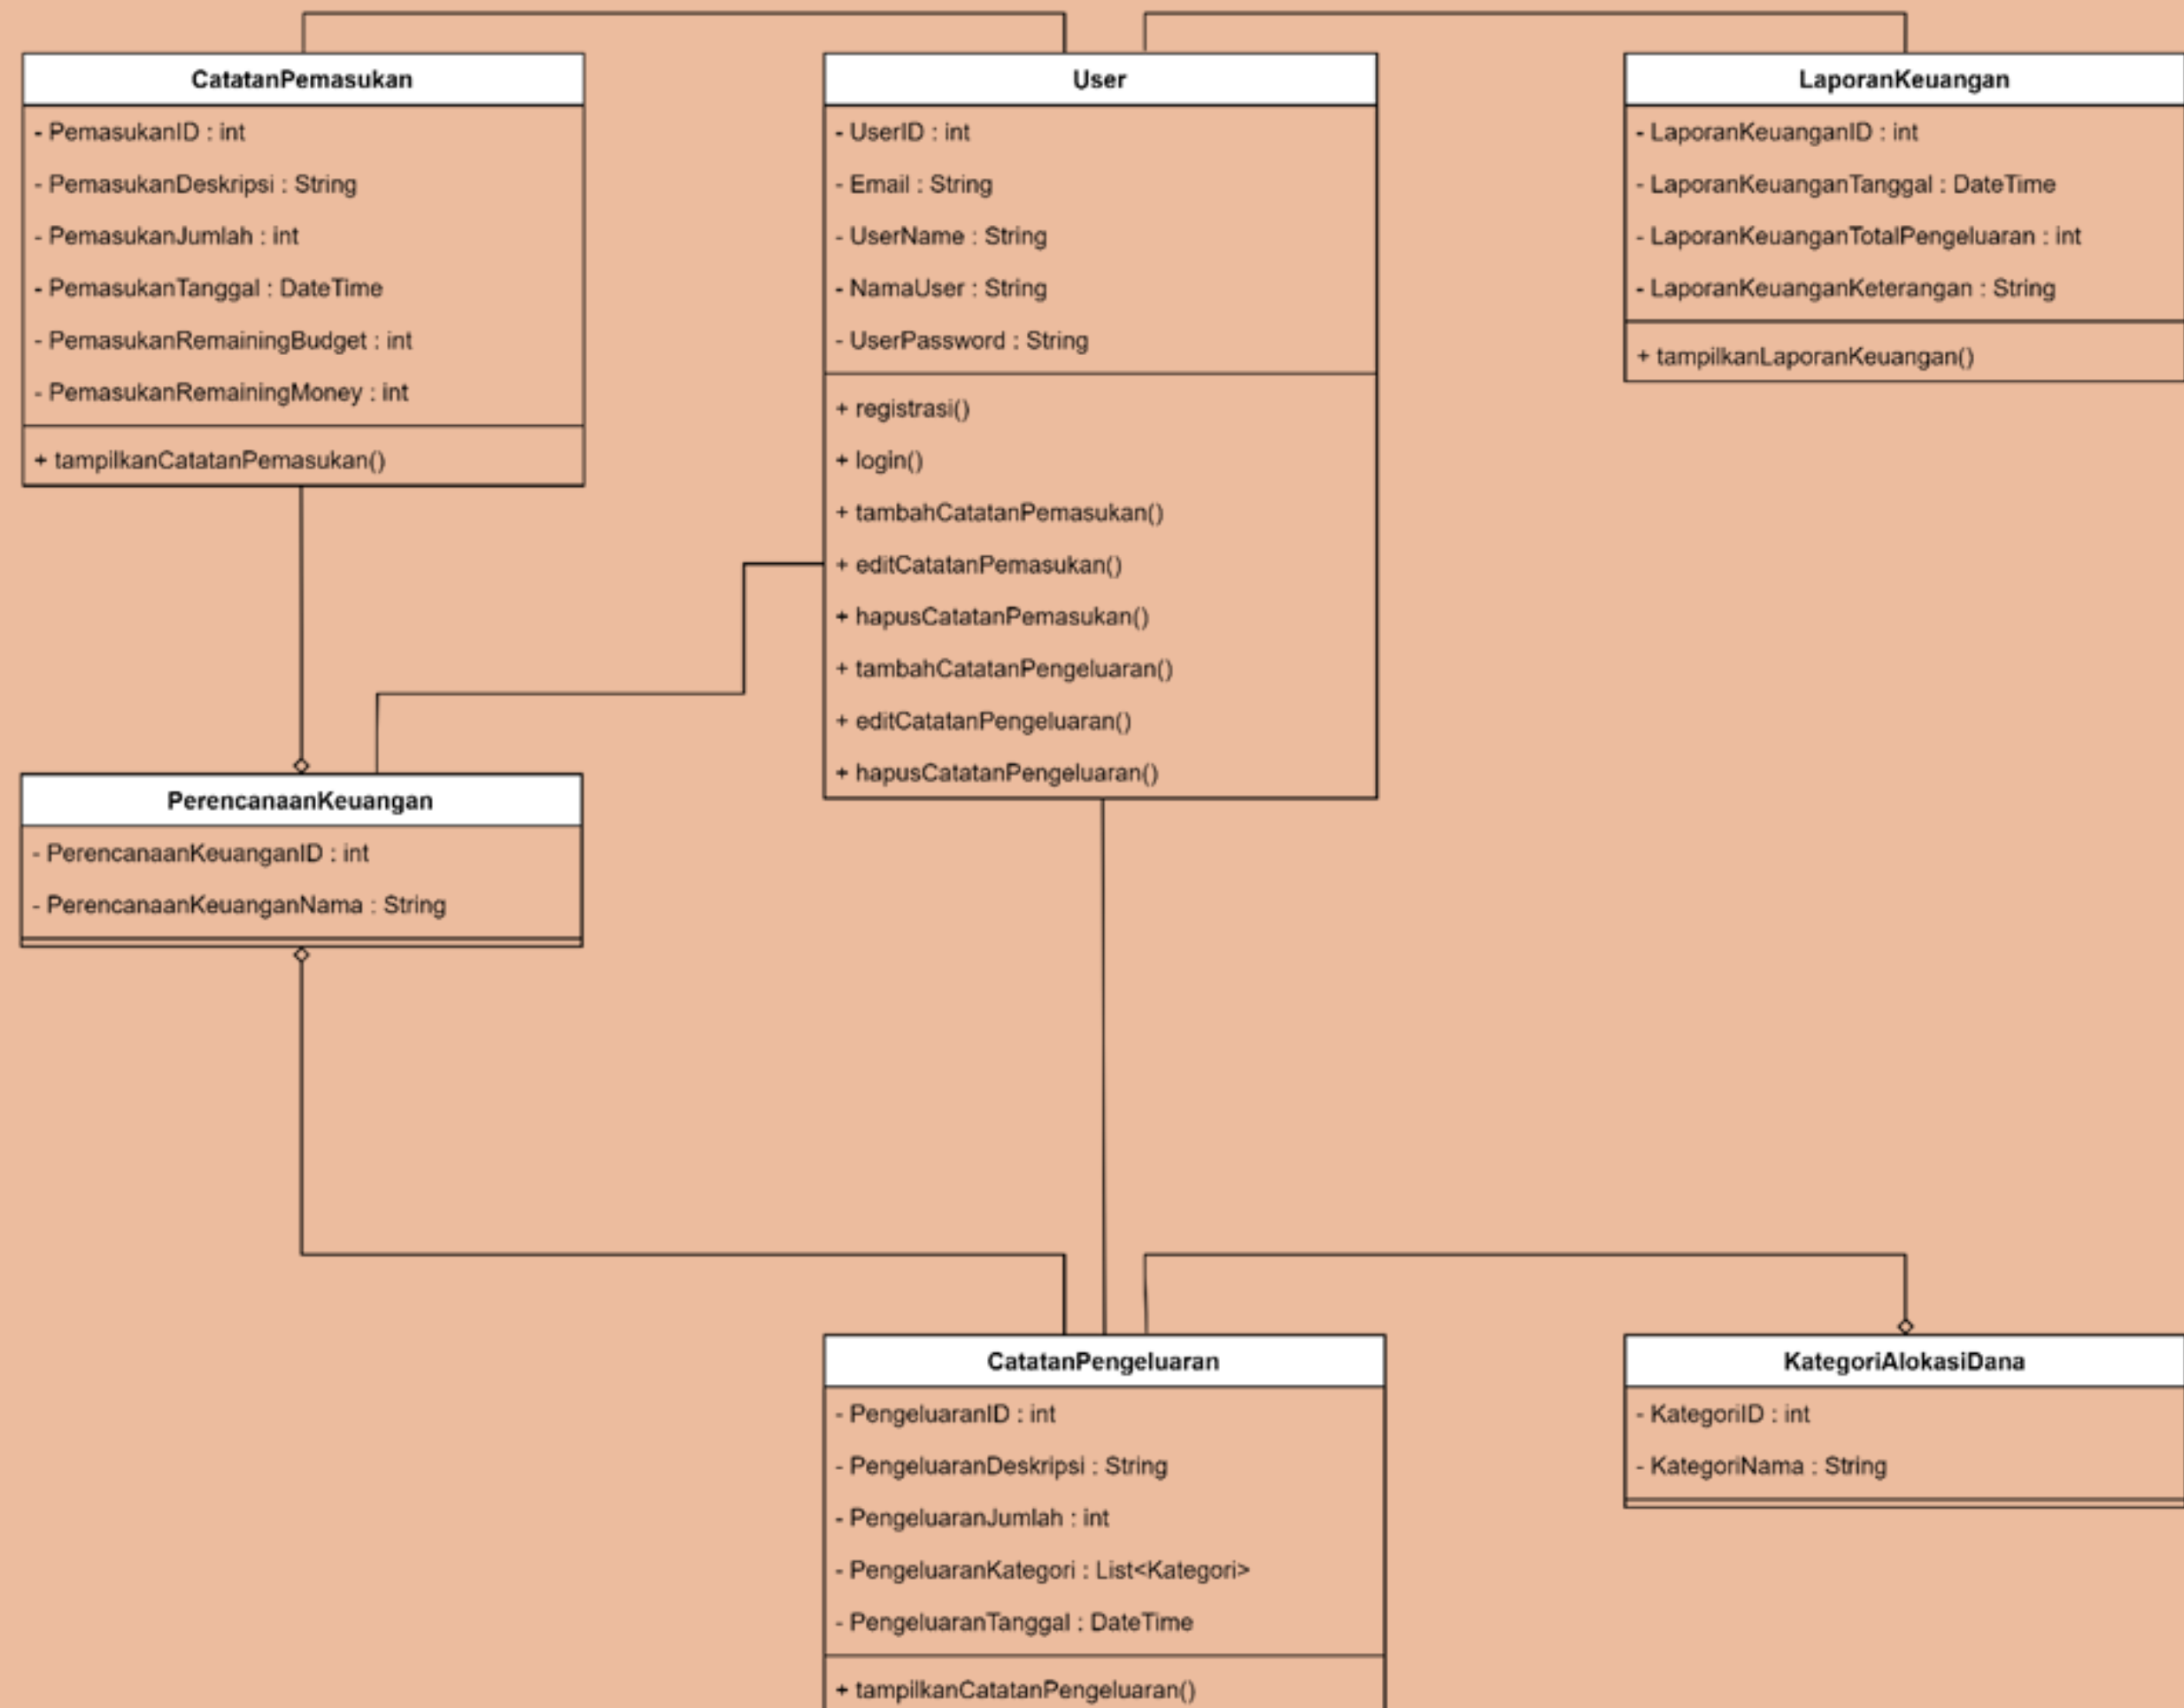 CatatanPemasukan
- PemasukanID : int
- PemasukanDeskripsi : String
- PemasukanJumlah : int
- PemasukanTanggal : DateTime
- PemasukanRemainingBudget : int
- PemasukanRemainingMoney : int
+ tampilkanCatatanPemasukan()
User
- UserID : int
- Email : String
- UserName : String
- NamaUser : String
- UserPassword : String
+ registrasi()
+ login()
+ tambahCatatanPemasukan()
+ editCatatanPemasukan()
+ hapusCatatanPemasukan()
+ tambahCatatanPengeluaran()
+ editCatatanPengeluaran()
+ hapusCatatanPengeluaran()
LaporanKeuangan
- LaporanKeuanganID : int
- LaporanKeuanganTanggal : DateTime
- LaporanKeuanganTotalPengeluaran : int
- LaporanKeuanganKeterangan : String
+ tampilkanLaporanKeuangan()
PerencanaanKeuangan
- PerencanaanKeuanganID : int
- PerencanaanKeuanganNama : String
CatatanPengeluaran
- PengeluaranID : int
- PengeluaranDeskripsi : String
- PengeluaranJumlah : int
- PengeluaranKategori : List<Kategori>
- PengeluaranTanggal : DateTime
+ tampilkanCatatanPengeluaran()
KategoriAlokasiDana
- KategoriID : int
- KategoriNama : String